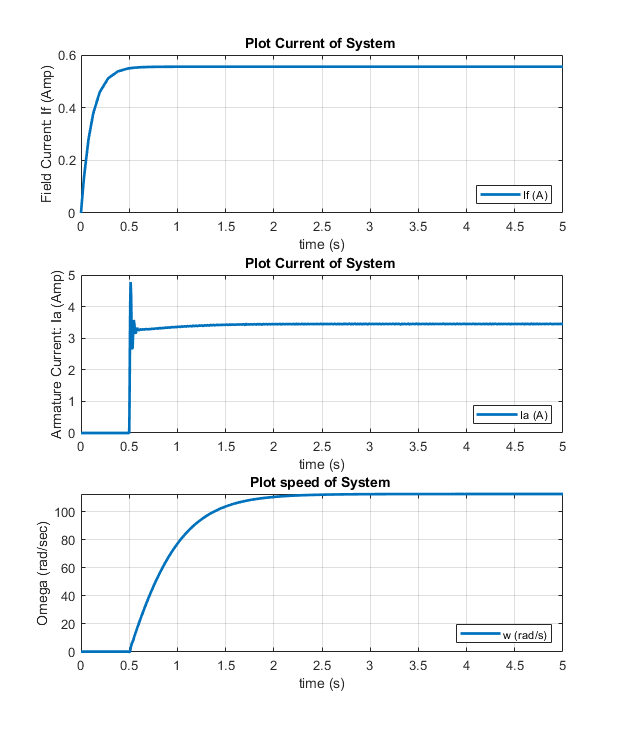 Plot Current of System
Field Current: If (Amp)
0.6
0.4
0.2
0
If (A)
0 0.5 1 1.5 2 2.5 3 3.5 4 4.5 5
time (s)
Plot Current of System
Armature Current: Ia (Amp)
5
4
3
2
1
0
Ia (A)
0 0.5 1 1.5 2 2.5 3 3.5 4 4.5 5
time (s)
Plot speed of System
Omega (rad/sec)
100
80
60
40
20
0
w (rad/s)
0 0.5 1 1.5 2 2.5 3 3.5 4 4.5 5
time (s)